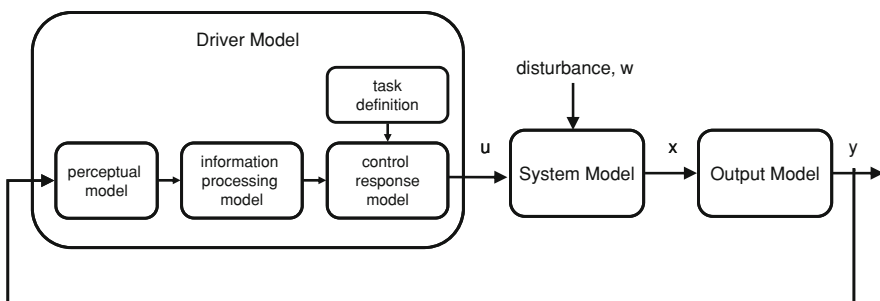 Driver Model
task
definition
disturbance, w
perceptual
model
information
processing
model
control
response
model
u
System Model
x
Output Model
y